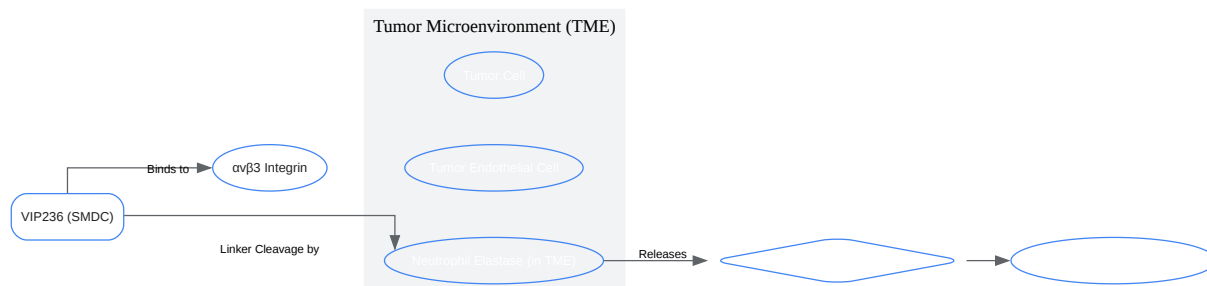 Tumor Microenvironment (TME)
Tumor Cell
Binds to
αvβ3 Integrin
Tumor Endothelial Cell
VIP236 (SMDC)
Linker Cleavage by
Neutrophil Elastase (in TME)
Releases